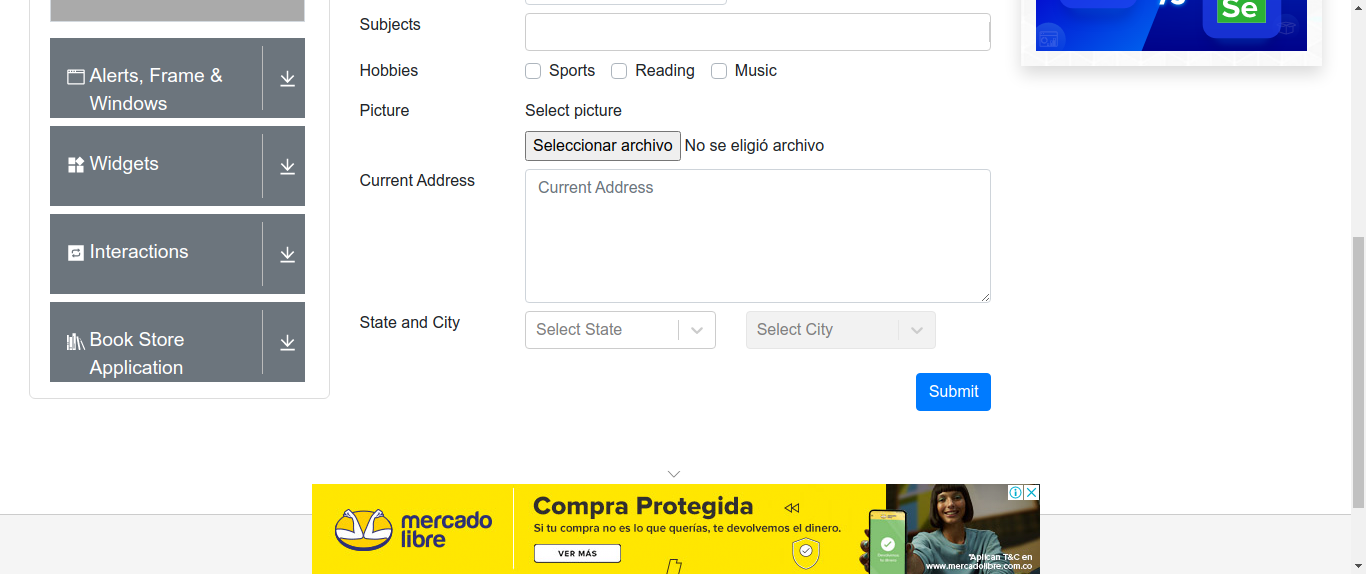 Alerts, Frame &
Windows
Widgets
Interactions
Book Store
Application
Subjects
Hobbies
Sports
Reading
Music
Picture
Select picture
Seleccionar archivo
No se eligió archivo
Current Address
Current Address
State and City
Select State
Select City
Submit
Se
mercado
libre
Compra Protegida
Si tu compra no es lo que querías, te devolvemos el dinero.
VER MÁS
*Aplican T&C en
www.mercadolibre.com.co